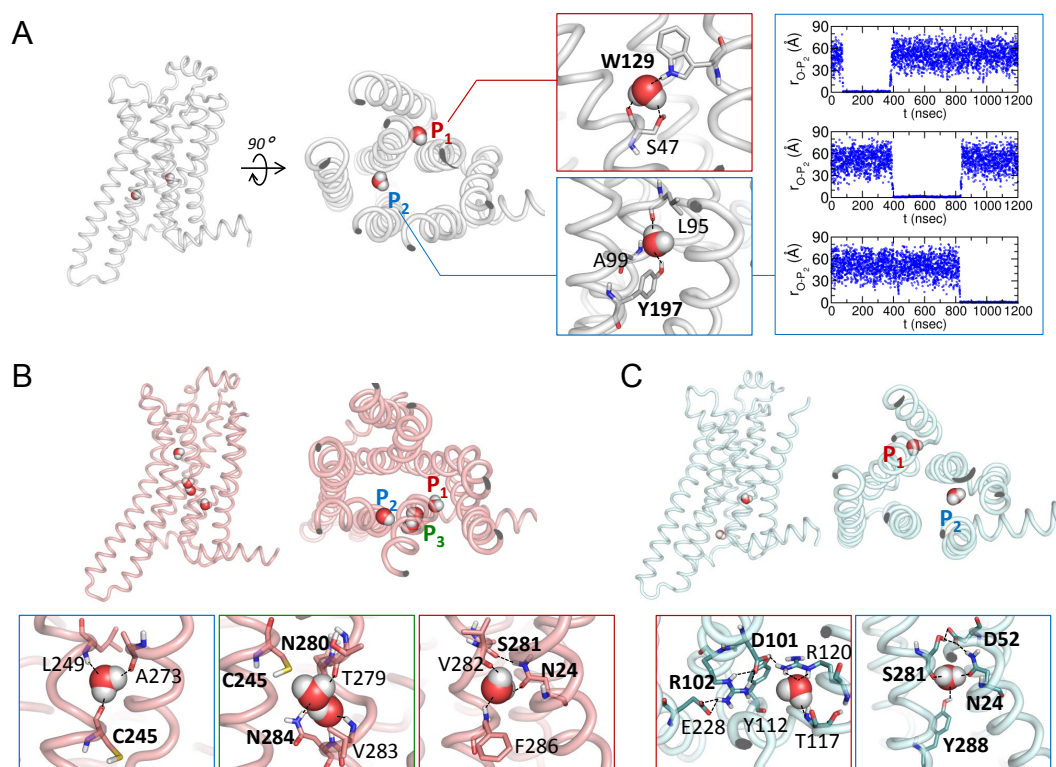 A
90°
P1
P2
W129
S47
L95
A99
Y197
90
60
30
0
rO-P2 (Å)
0 200 400 600 800 1000 1200
t (nsec)
90
60
30
0
rO-P2 (Å)
0 200 400 600 800 1000 1200
t (nsec)
90
60
30
0
rO-P2 (Å)
0 200 400 600 800 1000 1200
t (nsec)
B
P2
P1
P3
L249
A273
C245
N280
T279
C245
N284
V283
S281
V282
N24
F286
C
P1
P2
D101
R120
R102
E228
Y112
T117
D52
S281
N24
Y288